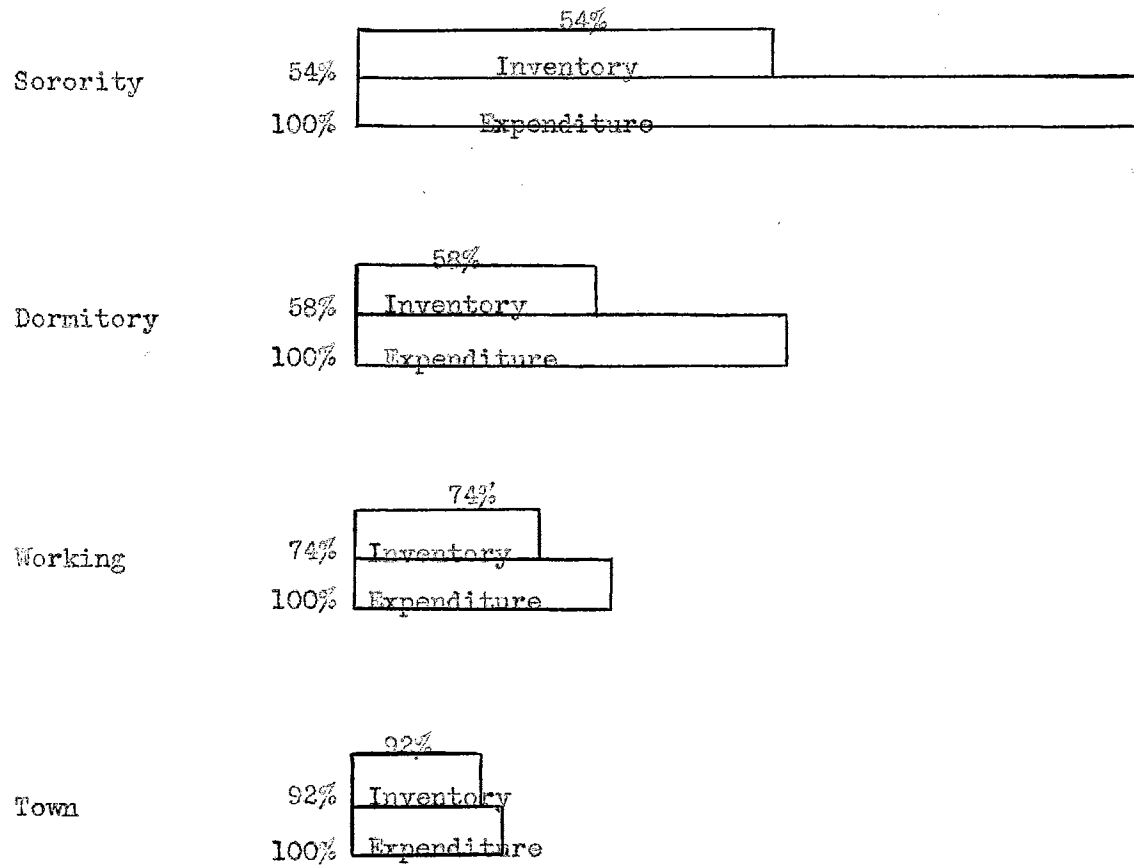 54%
54% Inventory
Sorority
100% Expenditure
58%
58% Inventory
Dormitory
100% Expenditure
74%
74% Inventory
Working
100% Expenditure
92%
92% Inventory
Town
100% Expenditure